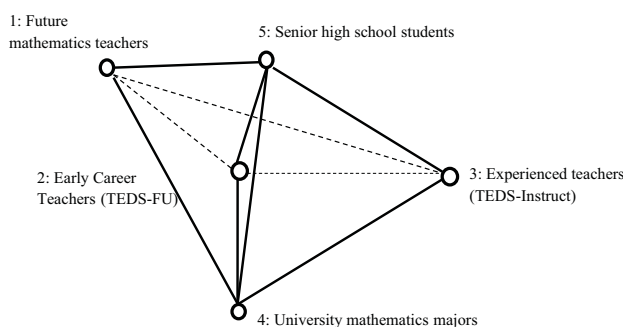 1: Future
mathematics teachers
5: Senior high school students
2: Early Career
Teachers (TEDS-FU)
3: Experienced teachers
(TEDS-Instruct)
4: University mathematics majors